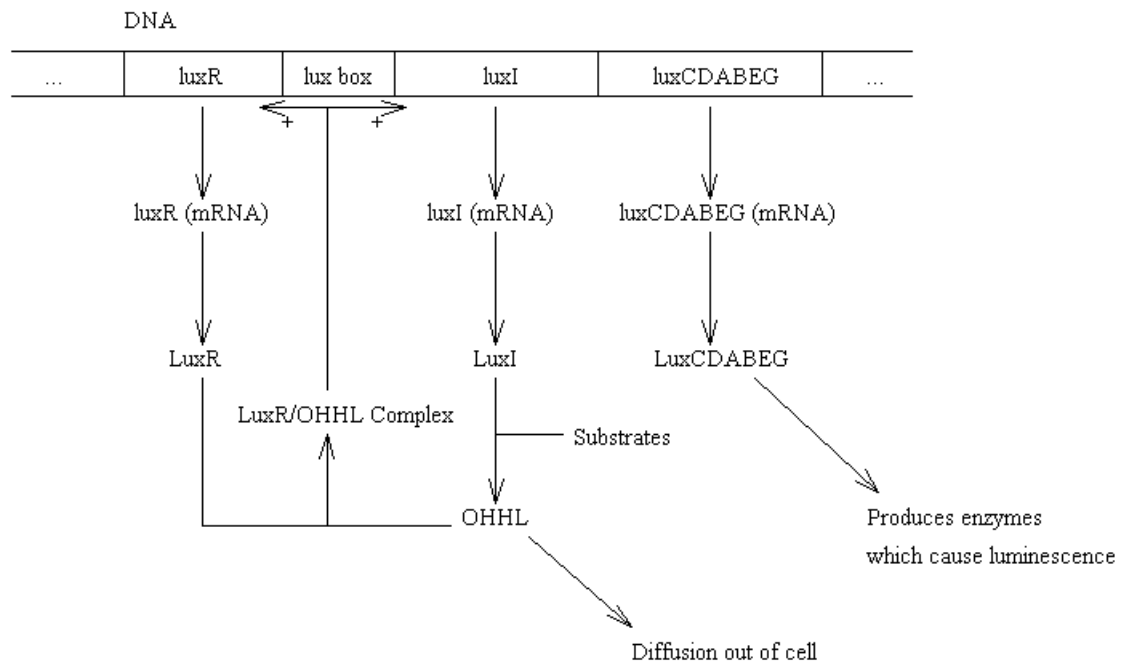 DNA
... luxR lux box luxI luxCDABEG ...
+ +
luxR (mRNA) luxI (mRNA) luxCDABEG (mRNA)
LuxR LuxI LuxCDABEG
LuxR/OHHL Complex
Substrates
OHHL
Produces enzymes
which cause luminescence
Diffusion out of cell